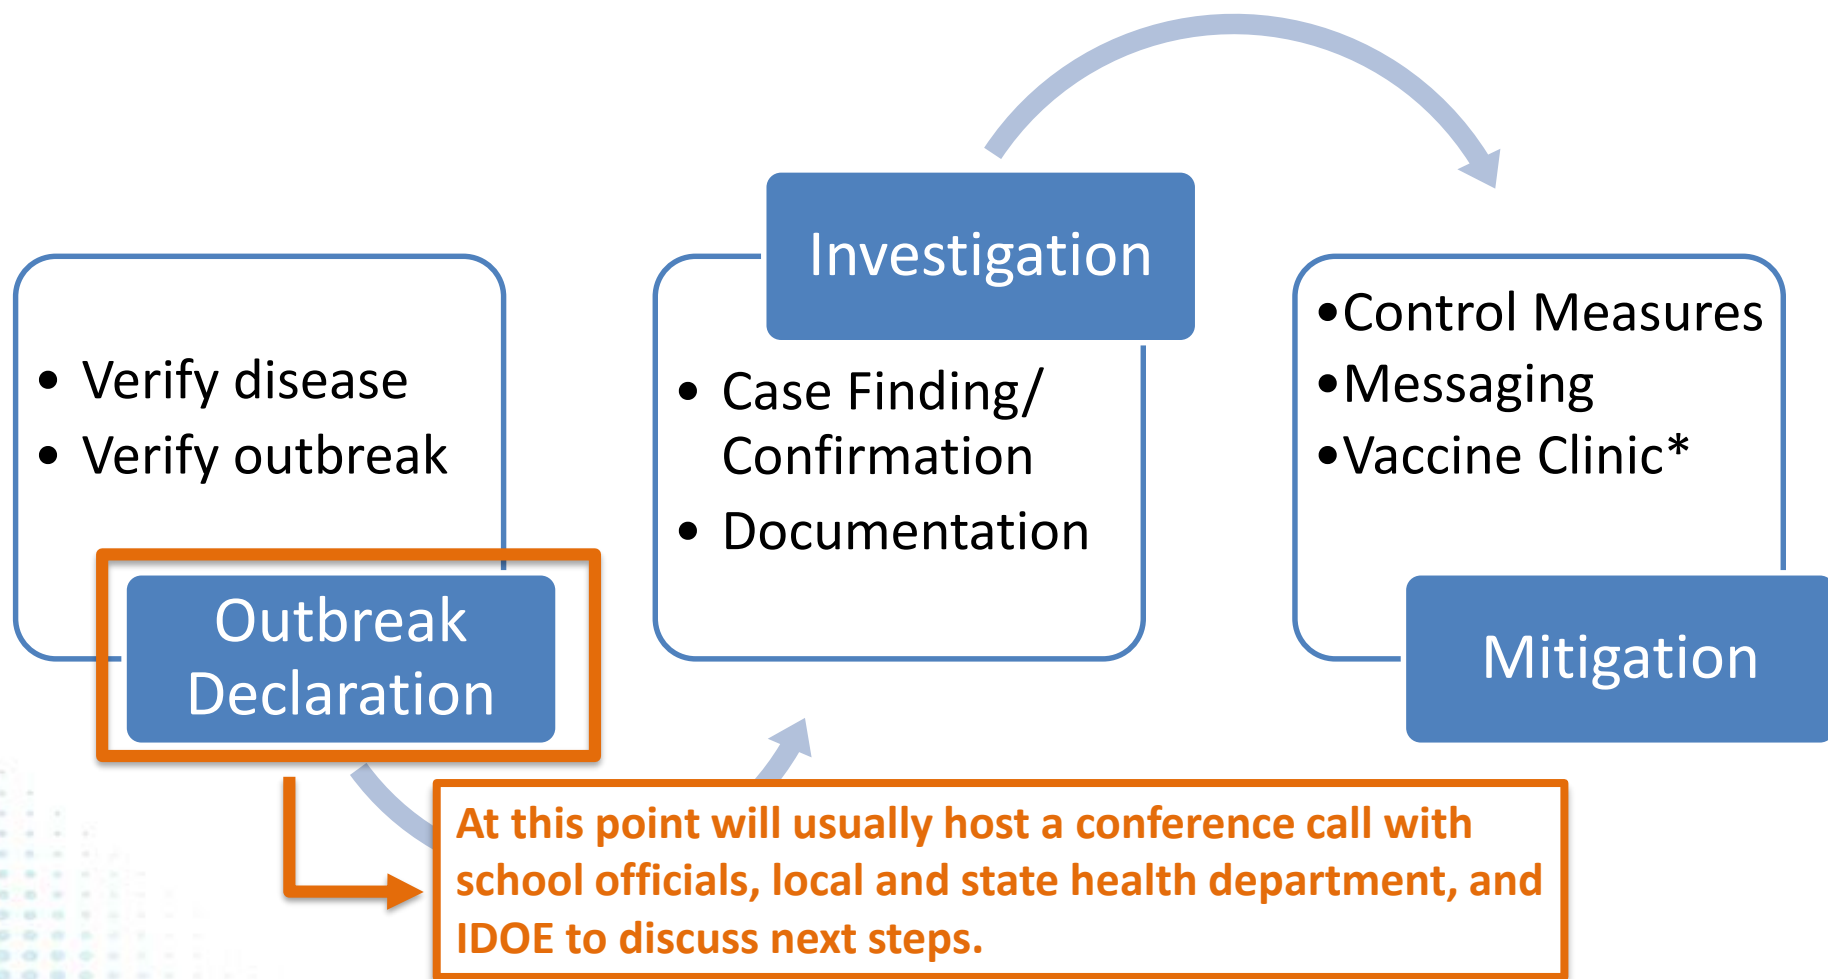 • Verify disease
• Verify outbreak
Outbreak
Declaration
Investigation
• Case Finding/
Confirmation
• Documentation
•Control Measures
•Messaging
•Vaccine Clinic*
Mitigation
At this point will usually host a conference call with
school officials, local and state health department, and
IDOE to discuss next steps.